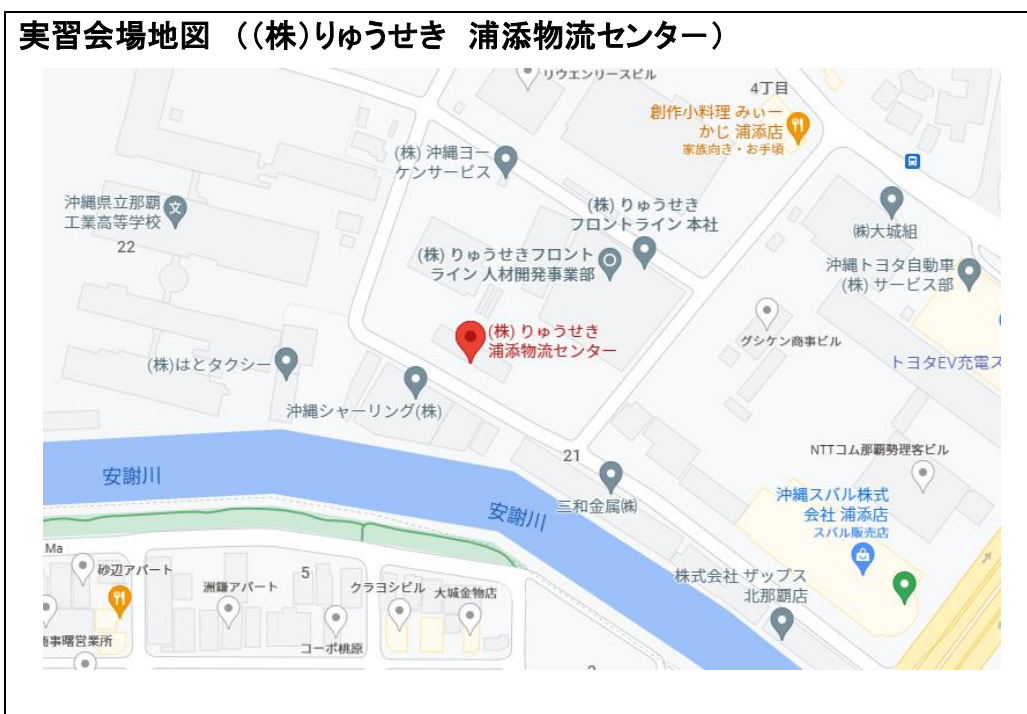 実習会場地図 ((株)りゅうせき 浦添物流センター)
リウエンリースビル
4丁目
創作小料理 みぃー
かじ 浦添店
家族向き・お手頃
(株) 沖縄ヨー
ケンサービス
沖縄県立那覇
工業高等学校
22
(株) りゅうせき
フロントライン 本社
㈱大城組
(株) りゅうせきフロント
ライン 人材開発事業部
沖縄トヨタ自動車
(株) サービス部
(株) りゅうせき
浦添物流センター
グシケン商事ビル
(株)はとタクシー
トヨタEV充電ス
沖縄シャーリング(株)
21
NTTコム那覇勢理客ビル
安謝川
三和金属㈱
安謝川
沖縄スバル株式
会社 浦添店
スバル販売店
Ma
砂辺アパート
洲鎌アパート
5
クラヨシビル
大城金物店
株式会社 ザップス
北那覇店
商事曙営業所
コーポ桃原